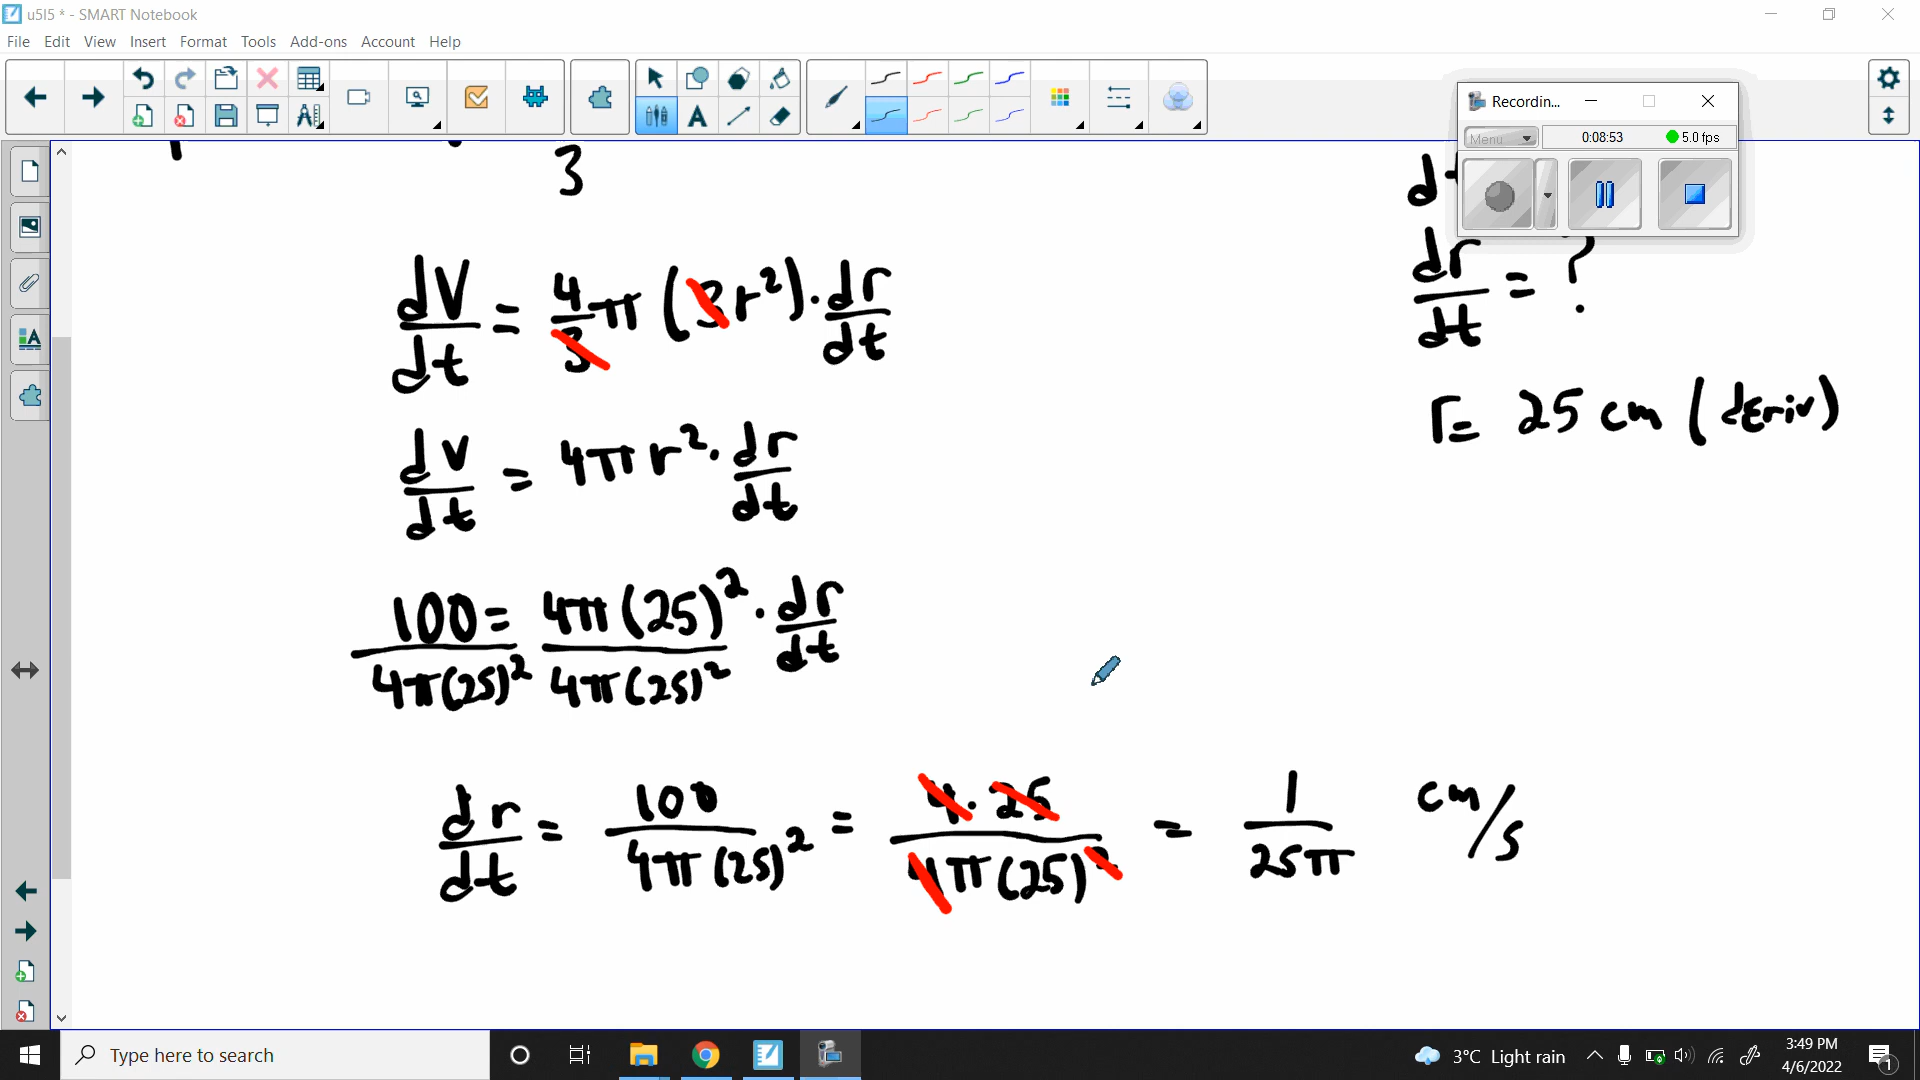 u5l5 * - SMART Notebook
File Edit View Insert Format Tools Add-ons Account Help
Recordin...
Menu 0:08:53 5.0 fps
3
dV/dt = 4/3 π (3r²) · dr/dt
dr/dt = ?
r = 25 cm (deriv)
dv/dt = 4πr² · dr/dt
100/4π(25)² = 4π(25)²/4π(25)² · dr/dt
dr/dt = 100/4π(25)² = 4·25/4π(25)² = 1/25π cm/s
Type here to search
3°C Light rain
3:49 PM
4/6/2022
1